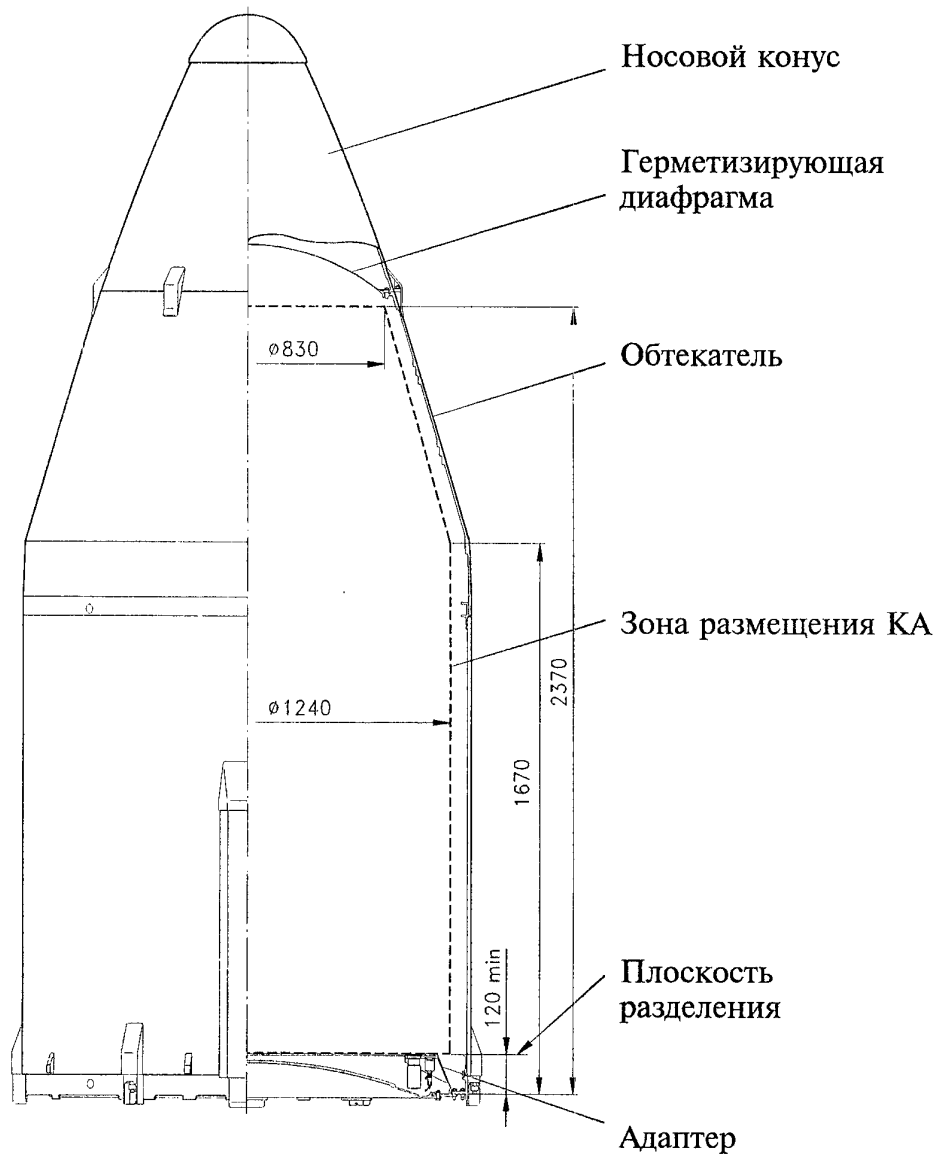 Носовой конус
Герметизирующая
диафрагма
ø830
Обтекатель
Зона размещения КА
2370
ø1240
1670
120 min
Плоскость
разделения
Адаптер